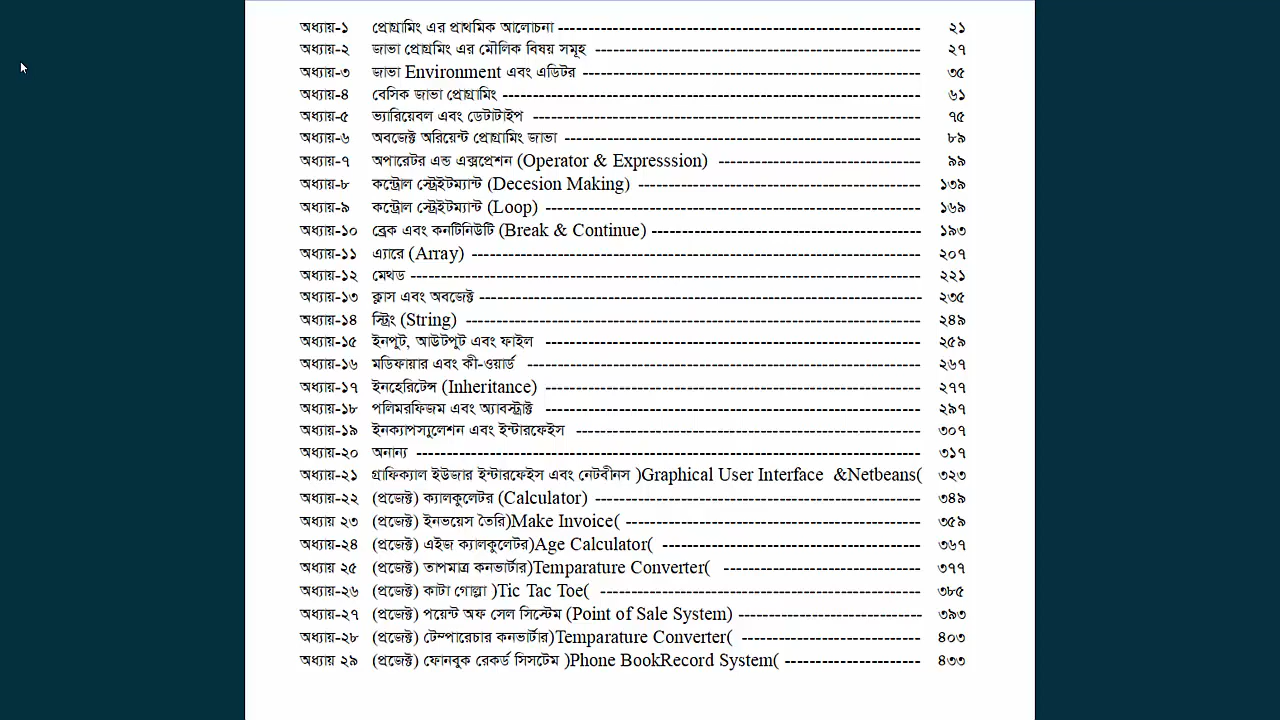 অধ্যায়-১ প্রোগ্রামিং এর প্রাথমিক আলোচনা ------------------------------------------------------------- ২১
অধ্যায়-২ জাভা প্রোগ্রমিং এর মৌলিক বিষয় সমূহ ------------------------------------------------------- ২৭
অধ্যায়-৩ জাভা Environment এবং এডিটর --------------------------------------------------------- ৩৫
অধ্যায়-৪ বেসিক জাভা প্রোগ্রামিং ---------------------------------------------------------------------- ৬১
অধ্যায়-৫ ভ্যারিয়েবল এবং ডেটাটাইপ ----------------------------------------------------------------- ৭৫
অধ্যায়-৬ অবজেক্ট অরিয়েন্ট প্রোগ্রামিং জাভা ------------------------------------------------------------ ৮৯
অধ্যায়-৭ অপারেটর এন্ড এক্সপ্রেশন (Operator & Expresssion) ---------------------------------- ৯৯
অধ্যায়-৮ কন্ট্রোল স্ট্রেইটম্যান্ট (Decesion Making) ----------------------------------------------- ১৩৯
অধ্যায়-৯ কন্ট্রোল স্ট্রেইটম্যান্ট (Loop) --------------------------------------------------------------- ১৬৯
অধ্যায়-১০ ব্রেক এবং কনটিনিউটি (Break & Continue) --------------------------------------------- ১৯৩
অধ্যায়-১১ এ্যারে (Array) --------------------------------------------------------------------------- ২০৭
অধ্যায়-১২ মেথড ------------------------------------------------------------------------------------- ২২১
অধ্যায়-১৩ ক্লাস এবং অবজেক্ট -------------------------------------------------------------------------- ২৩৫
অধ্যায়-১৪ স্ট্রিং (String) ---------------------------------------------------------------------------- ২৪৯
অধ্যায়-১৫ ইনপুট, আউটপুট এবং ফাইল --------------------------------------------------------------- ২৫৯
অধ্যায়-১৬ মডিফায়ার এবং কী-ওয়ার্ড ------------------------------------------------------------------ ২৬৭
অধ্যায়-১৭ ইনহেরিটেন্স (Inheritance) --------------------------------------------------------------- ২৭৭
অধ্যায়-১৮ পলিমরফিজম এবং অ্যাবস্ট্রাক্ট --------------------------------------------------------------- ২৯৭
অধ্যায়-১৯ ইনক্যাপস্যুলেশন এবং ইন্টারফেইস ---------------------------------------------------------- ৩০৭
অধ্যায়-২০ অনান্য ------------------------------------------------------------------------------------ ৩১৭
অধ্যায়-২১ গ্রাফিক্যাল ইউজার ইন্টারফেইস এবং নেটবীনস )Graphical User Interface &Netbeans( ৩২৩
অধ্যায়-২২ (প্রজেক্ট) ক্যালকুলেটর (Calculator) ------------------------------------------------------- ৩৪৯
অধ্যায় ২৩ (প্রজেক্ট) ইনভয়েস তৈরি)Make Invoice( ------------------------------------------------- ৩৫৯
অধ্যায়-২৪ (প্রজেক্ট) এইজ ক্যালকুলেটর)Age Calculator( ------------------------------------------- ৩৬৭
অধ্যায় ২৫ (প্রজেক্ট) তাপমাত্র কনভার্টার)Temparature Converter( --------------------------------- ৩৭৭
অধ্যায়-২৬ (প্রজেক্ট) কাটা গোল্লা )Tic Tac Toe( ------------------------------------------------------ ৩৮৫
অধ্যায়-২৭ (প্রজেক্ট) পয়েন্ট অফ সেল সিস্টেম (Point of Sale System) ------------------------------ ৩৯৩
অধ্যায়-২৮ (প্রজেক্ট) টেম্পারেচার কনভার্টার)Temparature Converter( ------------------------------ ৪০৩
অধ্যায় ২৯ (প্রজেক্ট) ফোনবুক রেকর্ড সিসটেম )Phone BookRecord System( ----------------------- ৪৩৩